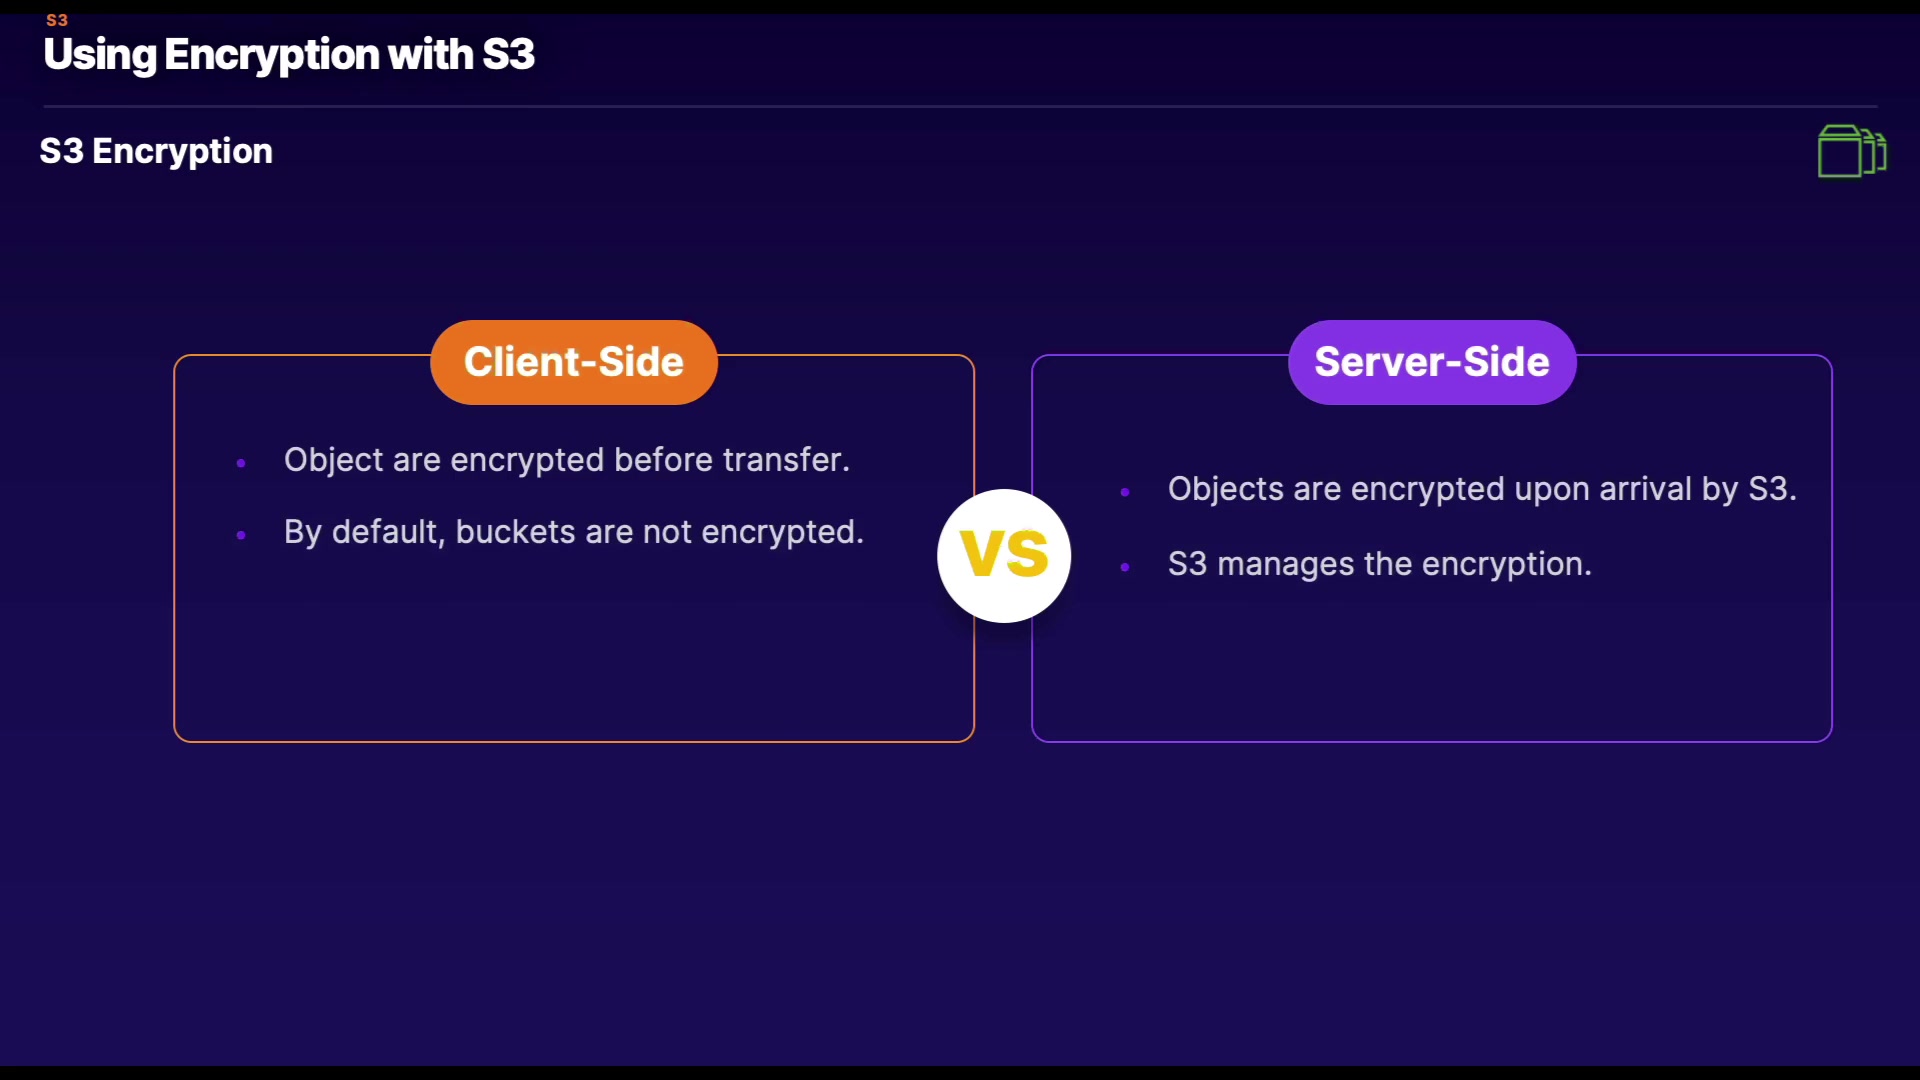 S3
Using Encryption with S3
S3 Encryption
Client-Side
Object are encrypted before transfer.
By default, buckets are not encrypted.
VS
Server-Side
Objects are encrypted upon arrival by S3.
S3 manages the encryption.